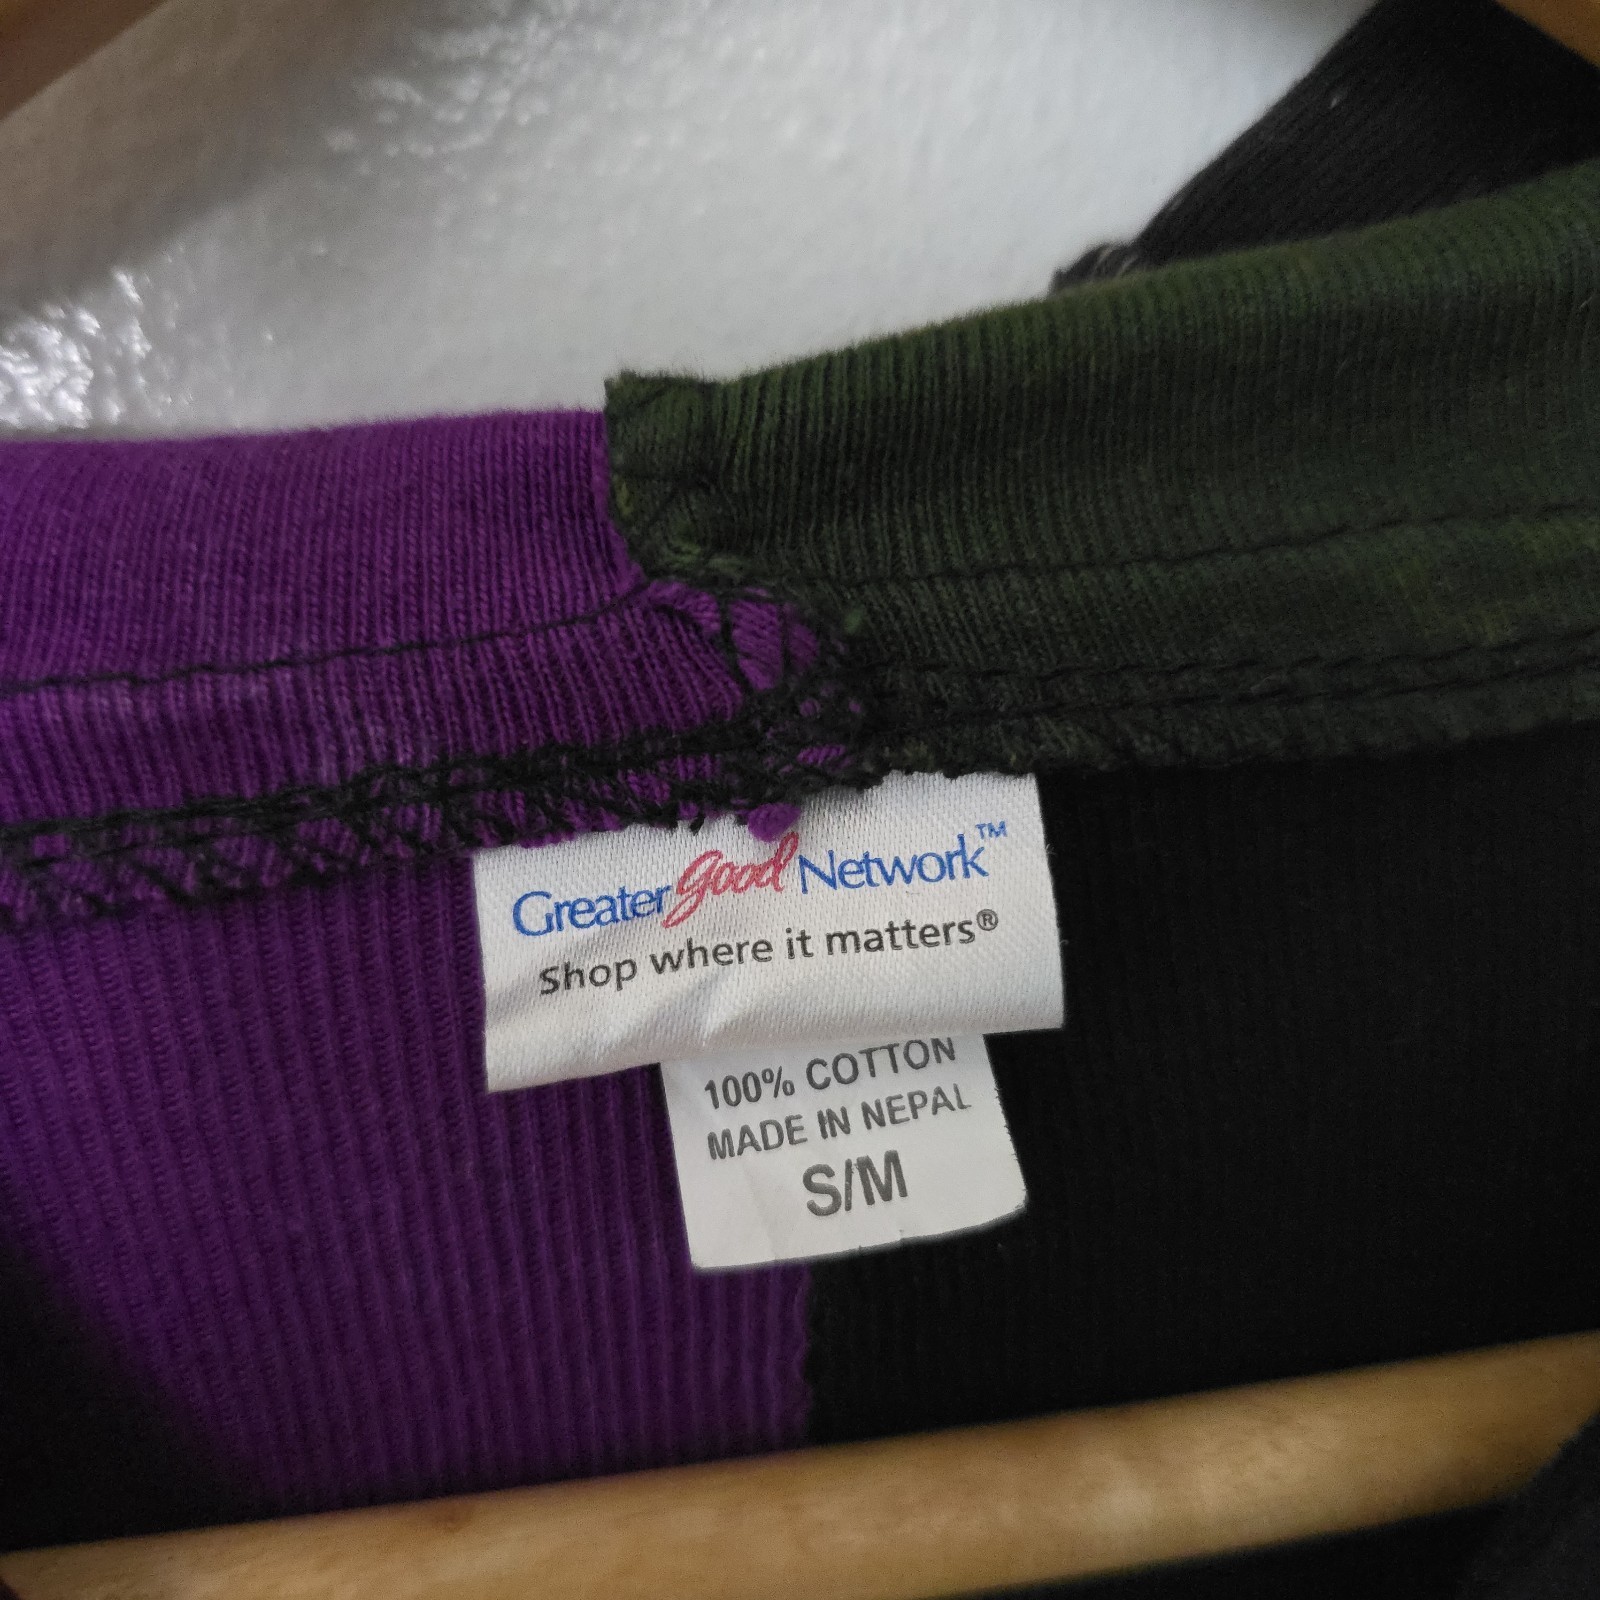 Greater good Network™
Shop where it matters®
100% COTTON
MADE IN NEPAL
S/M